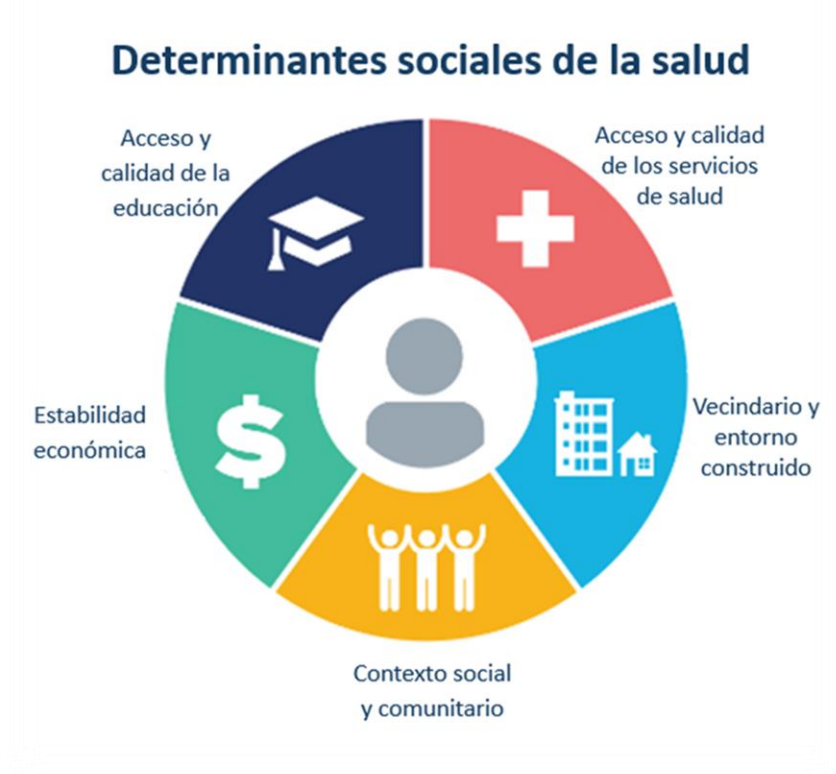 Determinantes sociales de la salud
Acceso y
calidad de la
educación
Acceso y calidad
de los servicios
de salud
Estabilidad
económica
Vecindario y
entorno
construido
Contexto social
y comunitario